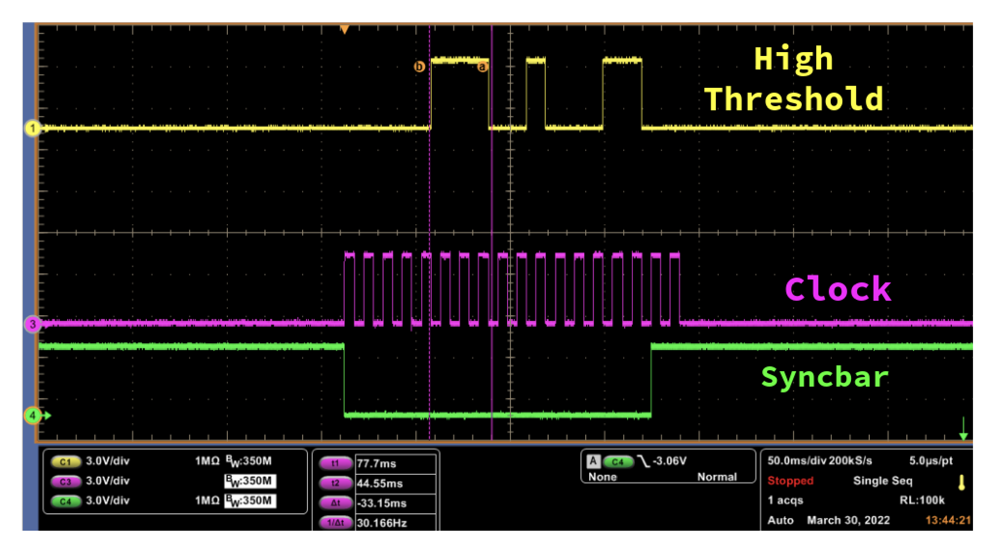 High
Threshold
b
a
1
Clock
3
Syncbar
4
C1 3.0V/div 1MΩ BW:350M
C3 3.0V/div BW:350M
C4 3.0V/div 1MΩ BW:350M
t1 77.7ms
t2 44.55ms
Δt -33.15ms
1/Δt 30.166Hz
A C4 -3.06V
None Normal
50.0ms/div 200kS/s 5.0µs/pt
Stopped Single Seq
1 acqs RL:100k
Auto March 30, 2022 13:44:21